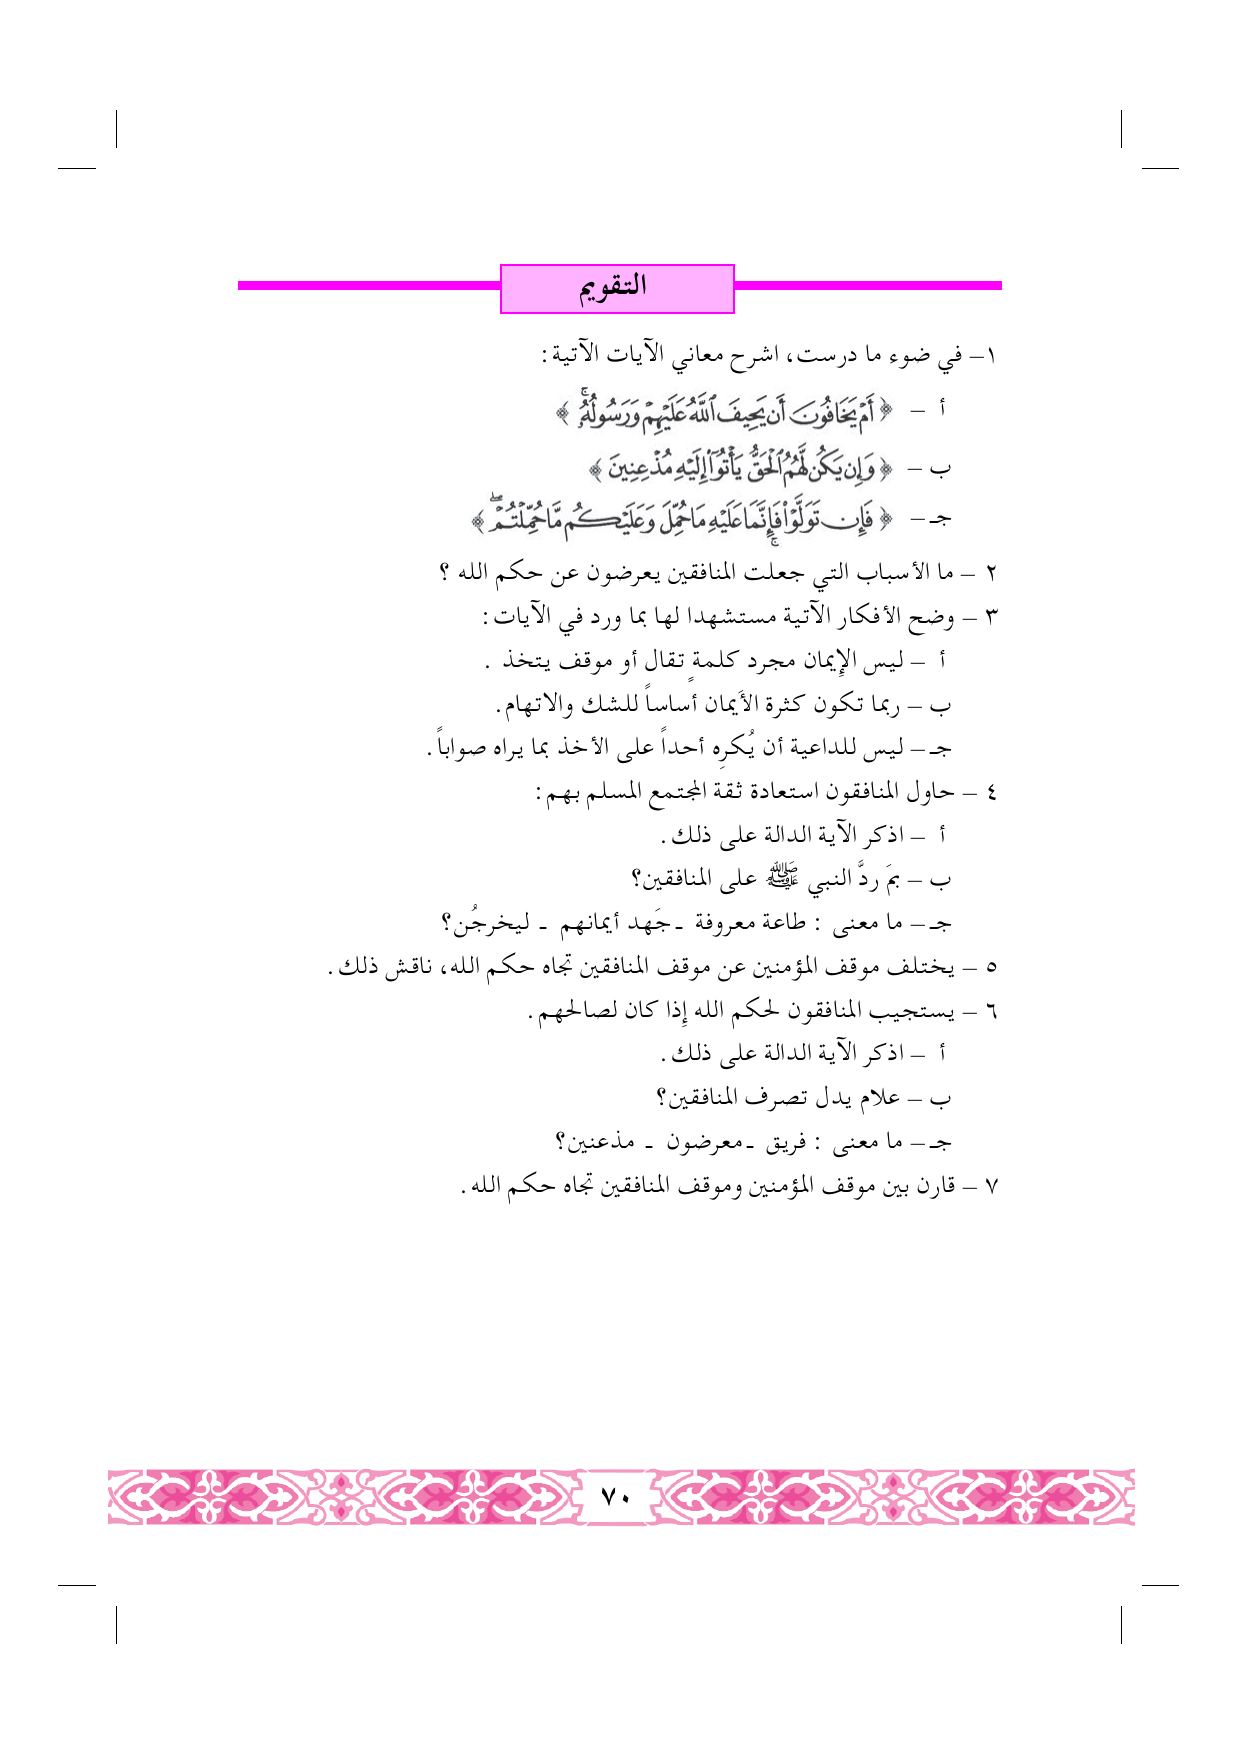 التقويم
١– في ضوء ما درست، اشرح معاني الآيات الآتية:
أ – ﴿ أَمْ يَخَافُونَ أَن يَحِيفَ ٱللَّهُ عَلَيْهِمْ وَرَسُولُهُۥۚ ﴾
ب – ﴿ وَإِن يَكُن لَّهُمُ ٱلْحَقُّ يَأْتُوٓا۟ إِلَيْهِ مُذْعِنِينَ ﴾
جـ – ﴿ فَإِن تَوَلَّوْا۟ فَإِنَّمَا عَلَيْهِ مَا حُمِّلَ وَعَلَيْكُم مَّا حُمِّلْتُمْۖ ﴾
٢ – ما الأسباب التي جعلت المنافقين يعرضون عن حكم الله ؟
٣ – وضح الأفكار الآتية مستشهدا لها بما ورد في الآيات:
أ – ليس الإِيمان مجرد كلمةٍ تقال أو موقف يتخذ .
ب – ربما تكون كثرة الأَيمان أساساً للشك والاتهام.
جـ – ليس للداعية أن يُكرِه أحداً على الأخذ بما يراه صواباً.
٤ – حاول المنافقون استعادة ثقة المجتمع المسلم بهم:
أ – اذكر الآية الدالة على ذلك.
ب – بمَ ردَّ النبي ﷺ على المنافقين؟
جـ – ما معنى : طاعة معروفة ـ جَهد أيمانهم ـ ليخرجُن؟
٥ – يختلف موقف المؤمنين عن موقف المنافقين تجاه حكم الله، ناقش ذلك.
٦ – يستجيب المنافقون لحكم الله إِذا كان لصالحهم.
أ – اذكر الآية الدالة على ذلك.
ب – علام يدل تصرف المنافقين؟
جـ – ما معنى : فريق ـ معرضون ـ مذعنين؟
٧ – قارن بين موقف المؤمنين وموقف المنافقين تجاه حكم الله.
٧٠